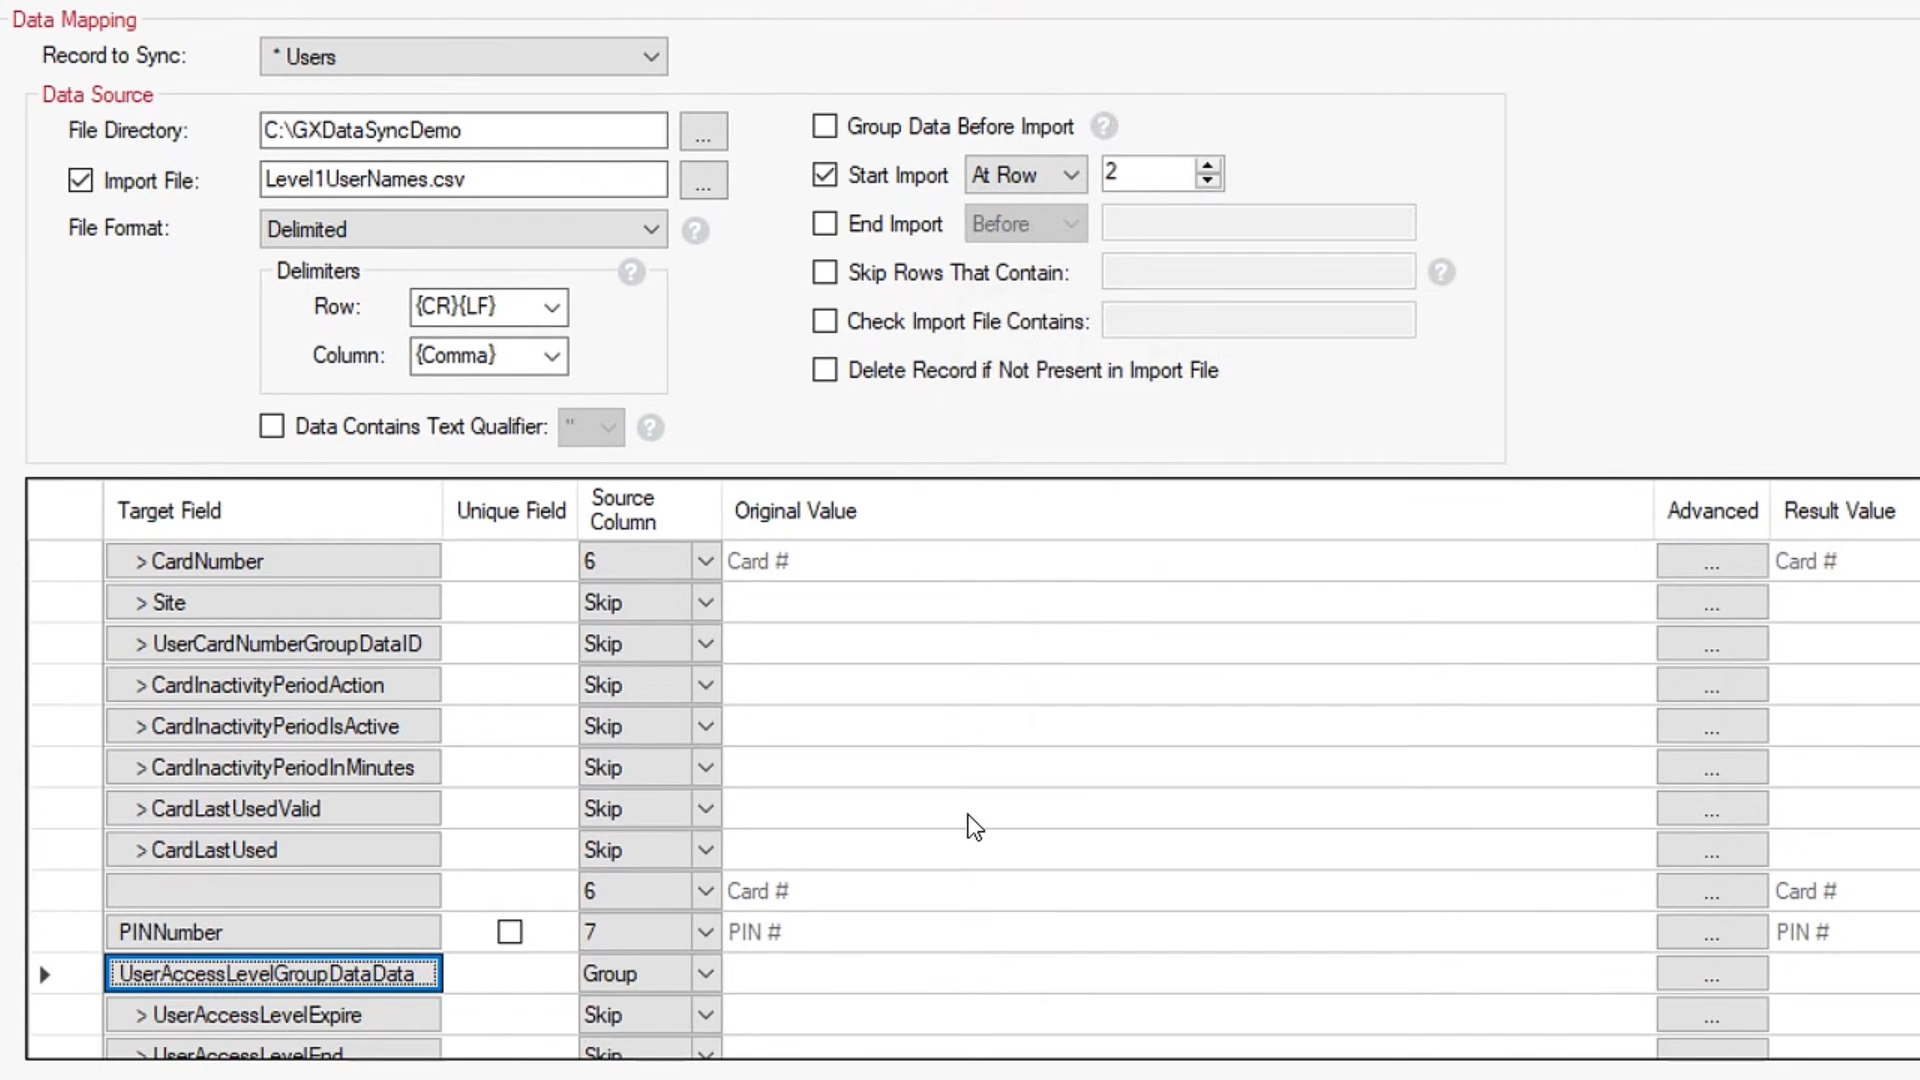 Data Mapping
Record to Sync: * Users
Data Source
File Directory: C:\GXDataSyncDemo ...
Import File: Level1UserNames.csv ...
File Format: Delimited ?
Delimiters ?
Row: {CR}{LF}
Column: {Comma}
Data Contains Text Qualifier: " ?
Group Data Before Import ?
Start Import At Row 2
End Import Before
Skip Rows That Contain: ?
Check Import File Contains:
Delete Record if Not Present in Import File
Target Field Unique Field Source Column Original Value Advanced Result Value
> CardNumber 6 Card # ... Card #
> Site Skip ...
> UserCardNumberGroupDataID Skip ...
> CardInactivityPeriodAction Skip ...
> CardInactivityPeriodIsActive Skip ...
> CardInactivityPeriodInMinutes Skip ...
> CardLastUsedValid Skip ...
> CardLastUsed Skip ...
6 Card # ... Card #
PINNumber 7 PIN # ... PIN #
UserAccessLevelGroupDataData Group ...
> UserAccessLevelExpire Skip ...
> UserAccessLevelEnd Skip